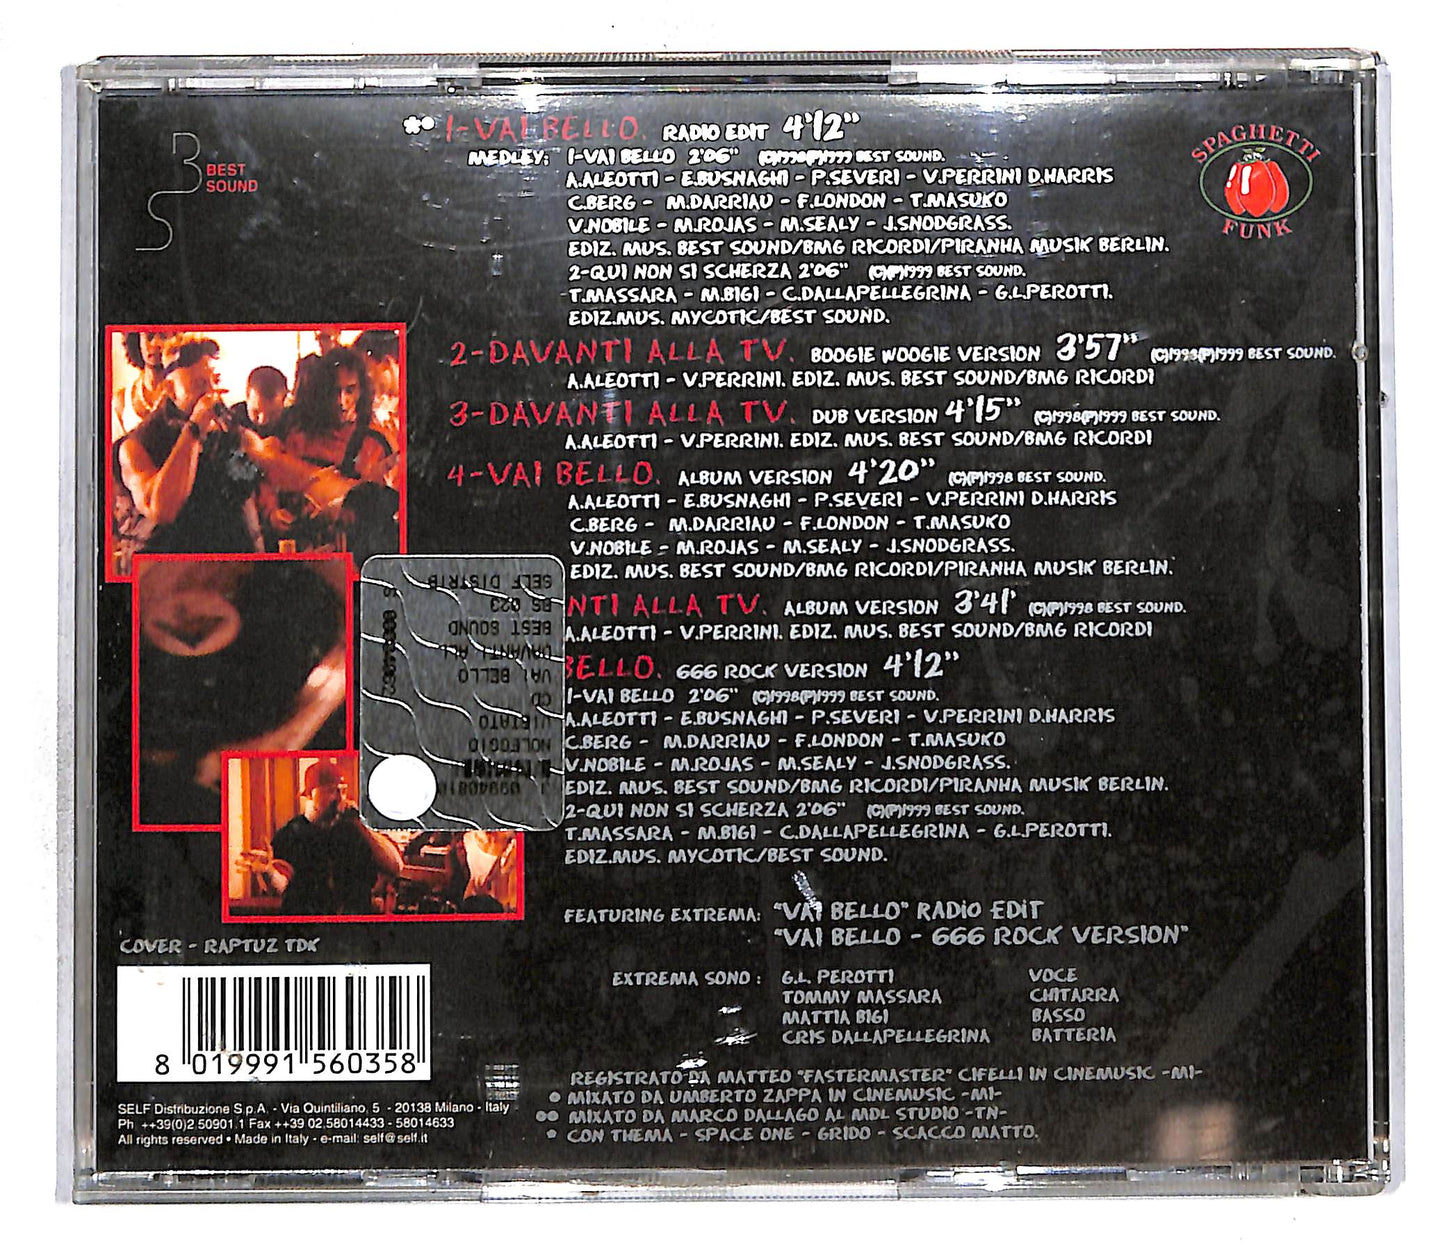 BEST
SOUND
SPAGHETTI
FUNK
*• 1-VAI BELLO. RADIO EDIT 4'12"
MEDLEY: 1-VAI BELLO 2'06" (C)1998(P)1999 BEST SOUND.
A.ALEOTTI - E.BUSNAGHI - P.SEVERI - V.PERRINI D.HARRIS
C.BERG - M.DARRIAU - F.LONDON - T.MASUKO
V.NOBILE - M.ROJAS - M.SEALY - J.SNODGRASS.
EDIZ. MUS. BEST SOUND/BMG RICORDI/PIRANHA MUSIK BERLIN.
2-QUI NON SI SCHERZA 2'06" (C)(P)1999 BEST SOUND.
T.MASSARA - M.BIGI - C.DALLAPELLEGRINA - G.L.PEROTTI.
EDIZ.MUS. MYCOTIC/BEST SOUND.
2-DAVANTI ALLA TV. BOOGIE WOOGIE VERSION 3'57" (C)1998(P)1999 BEST SOUND.
A.ALEOTTI - V.PERRINI. EDIZ. MUS. BEST SOUND/BMG RICORDI
3-DAVANTI ALLA TV. DUB VERSION 4'15" (C)1998(P)1999 BEST SOUND.
A.ALEOTTI - V.PERRINI. EDIZ. MUS. BEST SOUND/BMG RICORDI
4-VAI BELLO. ALBUM VERSION 4'20" (C)(P)1998 BEST SOUND.
A.ALEOTTI - E.BUSNAGHI - P.SEVERI - V.PERRINI D.HARRIS
C.BERG - M.DARRIAU - F.LONDON - T.MASUKO
V.NOBILE - M.ROJAS - M.SEALY - J.SNODGRASS.
EDIZ. MUS. BEST SOUND/BMG RICORDI/PIRANHA MUSIK BERLIN.
NTI ALLA TV. ALBUM VERSION 3'41' (C)(P)1998 BEST SOUND.
A.ALEOTTI - V.PERRINI. EDIZ. MUS. BEST SOUND/BMG RICORDI
BELLO. 666 ROCK VERSION 4'12"
1-VAI BELLO 2'06" (C)1998(P)1999 BEST SOUND.
A.ALEOTTI - E.BUSNAGHI - P.SEVERI - V.PERRINI D.HARRIS
C.BERG - M.DARRIAU - F.LONDON - T.MASUKO
V.NOBILE - M.ROJAS - M.SEALY - J.SNODGRASS.
EDIZ. MUS. BEST SOUND/BMG RICORDI/PIRANHA MUSIK BERLIN.
2-QUI NON SI SCHERZA 2'06" (C)(P)1999 BEST SOUND.
T.MASSARA - M.BIGI - C.DALLAPELLEGRINA - G.L.PEROTTI.
EDIZ.MUS. MYCOTIC/BEST SOUND.
NOLEGGIO
VIETATO
CD
VAI BELLO
DAVANTI ALL
BEST SOUND
BS 023
SELF DISTRIB
FEATURING EXTREMA: "VAI BELLO" RADIO EDIT
"VAI BELLO - 666 ROCK VERSION"
EXTREMA SONO : G.L. PEROTTI VOCE
TOMMY MASSARA CHITARRA
MATTIA BIGI BASSO
CRIS DALLAPELLEGRINA BATTERIA
REGISTRATO DA MATTEO "FASTERMASTER" CIFELLI IN CINEMUSIC -MI-
• MIXATO DA UMBERTO ZAPPA IN CINEMUSIC -MI-
•• MIXATO DA MARCO DALLAGO AL MDL STUDIO -TN-
* CON THEMA - SPACE ONE - GRIDO - SCACCO MATTO.
COVER - RAPTUZ TDK
8 019991 560358
SELF Distribuzione S.p.A. - Via Quintiliano, 5 - 20138 Milano - Italy
Ph ++39(0)2.50901.1 Fax ++39 02.58014433 - 58014633
All rights reserved • Made in Italy - e-mail: self@self.it